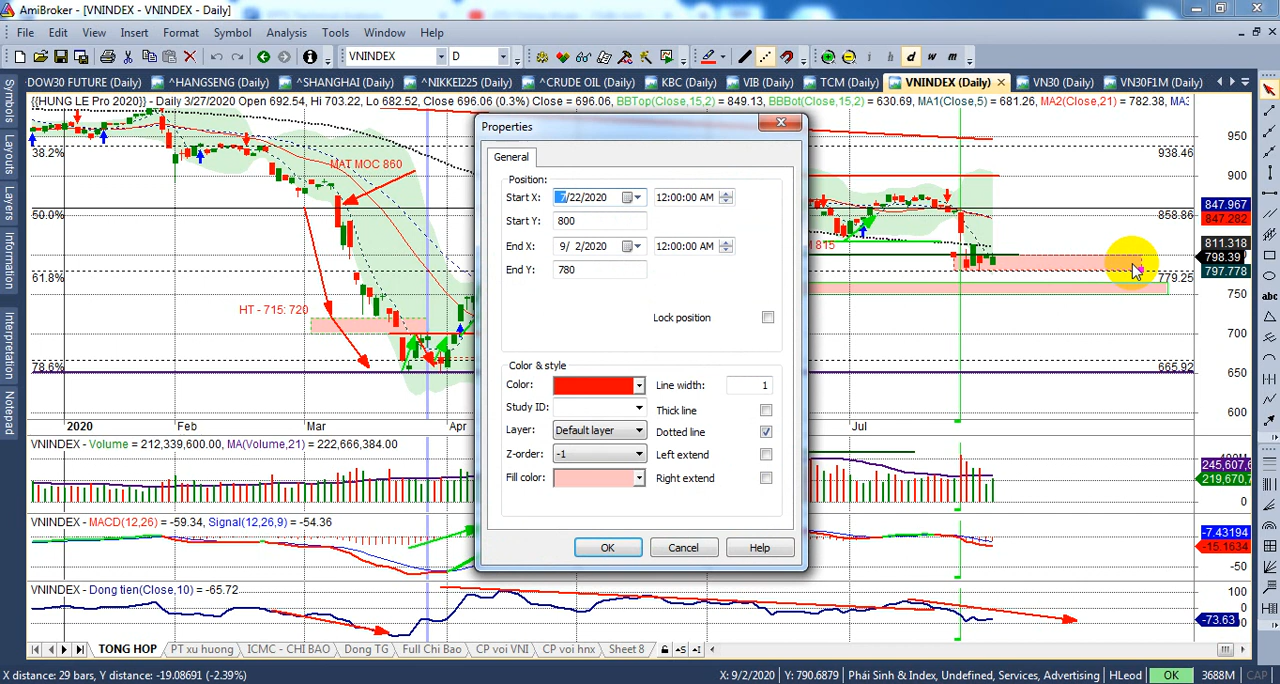 AmiBroker - [VNINDEX - VNINDEX - Daily]
File Edit View Insert Format Symbol Analysis Tools Window Help
VNINDEX D i h d w m
DOW30 FUTURE (Daily) ^HANGSENG (Daily) ^SHANGHAI (Daily) ^NIKKEI225 (Daily) ^CRUDE OIL (Daily) KBC (Daily) VIB (Daily) TCM (Daily) VNINDEX (Daily) VN30 (Daily) VN30F1M (Daily)
{{HUNG LE Pro 2020}} - Daily 3/27/2020 Open 692.54, Hi 703.22, Lo 682.52, Close 696.06 (0.3%) Close = 696.06, BBTop(Close,15,2) = 849.13, BBBot(Close,15,2) = 630.69, MA1(Close,5) = 681.26, MA2(Close,21) = 782.38, MA3
Symbols
Layouts
Layers
Information
Interpretation
Notepad
38.2%
50.0%
61.8%
78.6%
MAT MOC 860
HT - 715: 720
815
2020 Feb Mar Apr Jul
Properties
General
Position:
Start X: 7/22/2020 12:00:00 AM
Start Y: 800
End X: 9/ 2/2020 12:00:00 AM
End Y: 780
Lock position
Color & style
Color: Line width: 1
Study ID: Thick line
Layer: Default layer Dotted line
Z-order: -1 Left extend
Fill color: Right extend
OK Cancel Help
950
938.46
900
847.967
858.86
847.282
811.318
798.39
797.778
779.25
750
700
665.92
650
600
abc
VNINDEX - Volume = 212,339,600.00, MA(Volume,21) = 222,666,384.00
245,607,6
219,670,7
0
VNINDEX - MACD(12,26) = -59.34, Signal(12,26,9) = -54.36
-7.43194
-15.1634
-50
VNINDEX - Dong tien(Close,10) = -65.72
100
0
-73.63
TONG HOP PT xu huong ICMC - CHI BAO Dong TG Full Chi Bao CP voi VNI CP voi hnx Sheet 8
X distance: 29 bars, Y distance: -19.08691 (-2.39%) X: 9/2/2020 Y: 790.6879 Phái Sinh & Index, Undefined, Services, Advertising HLeod OK 3688M CAP